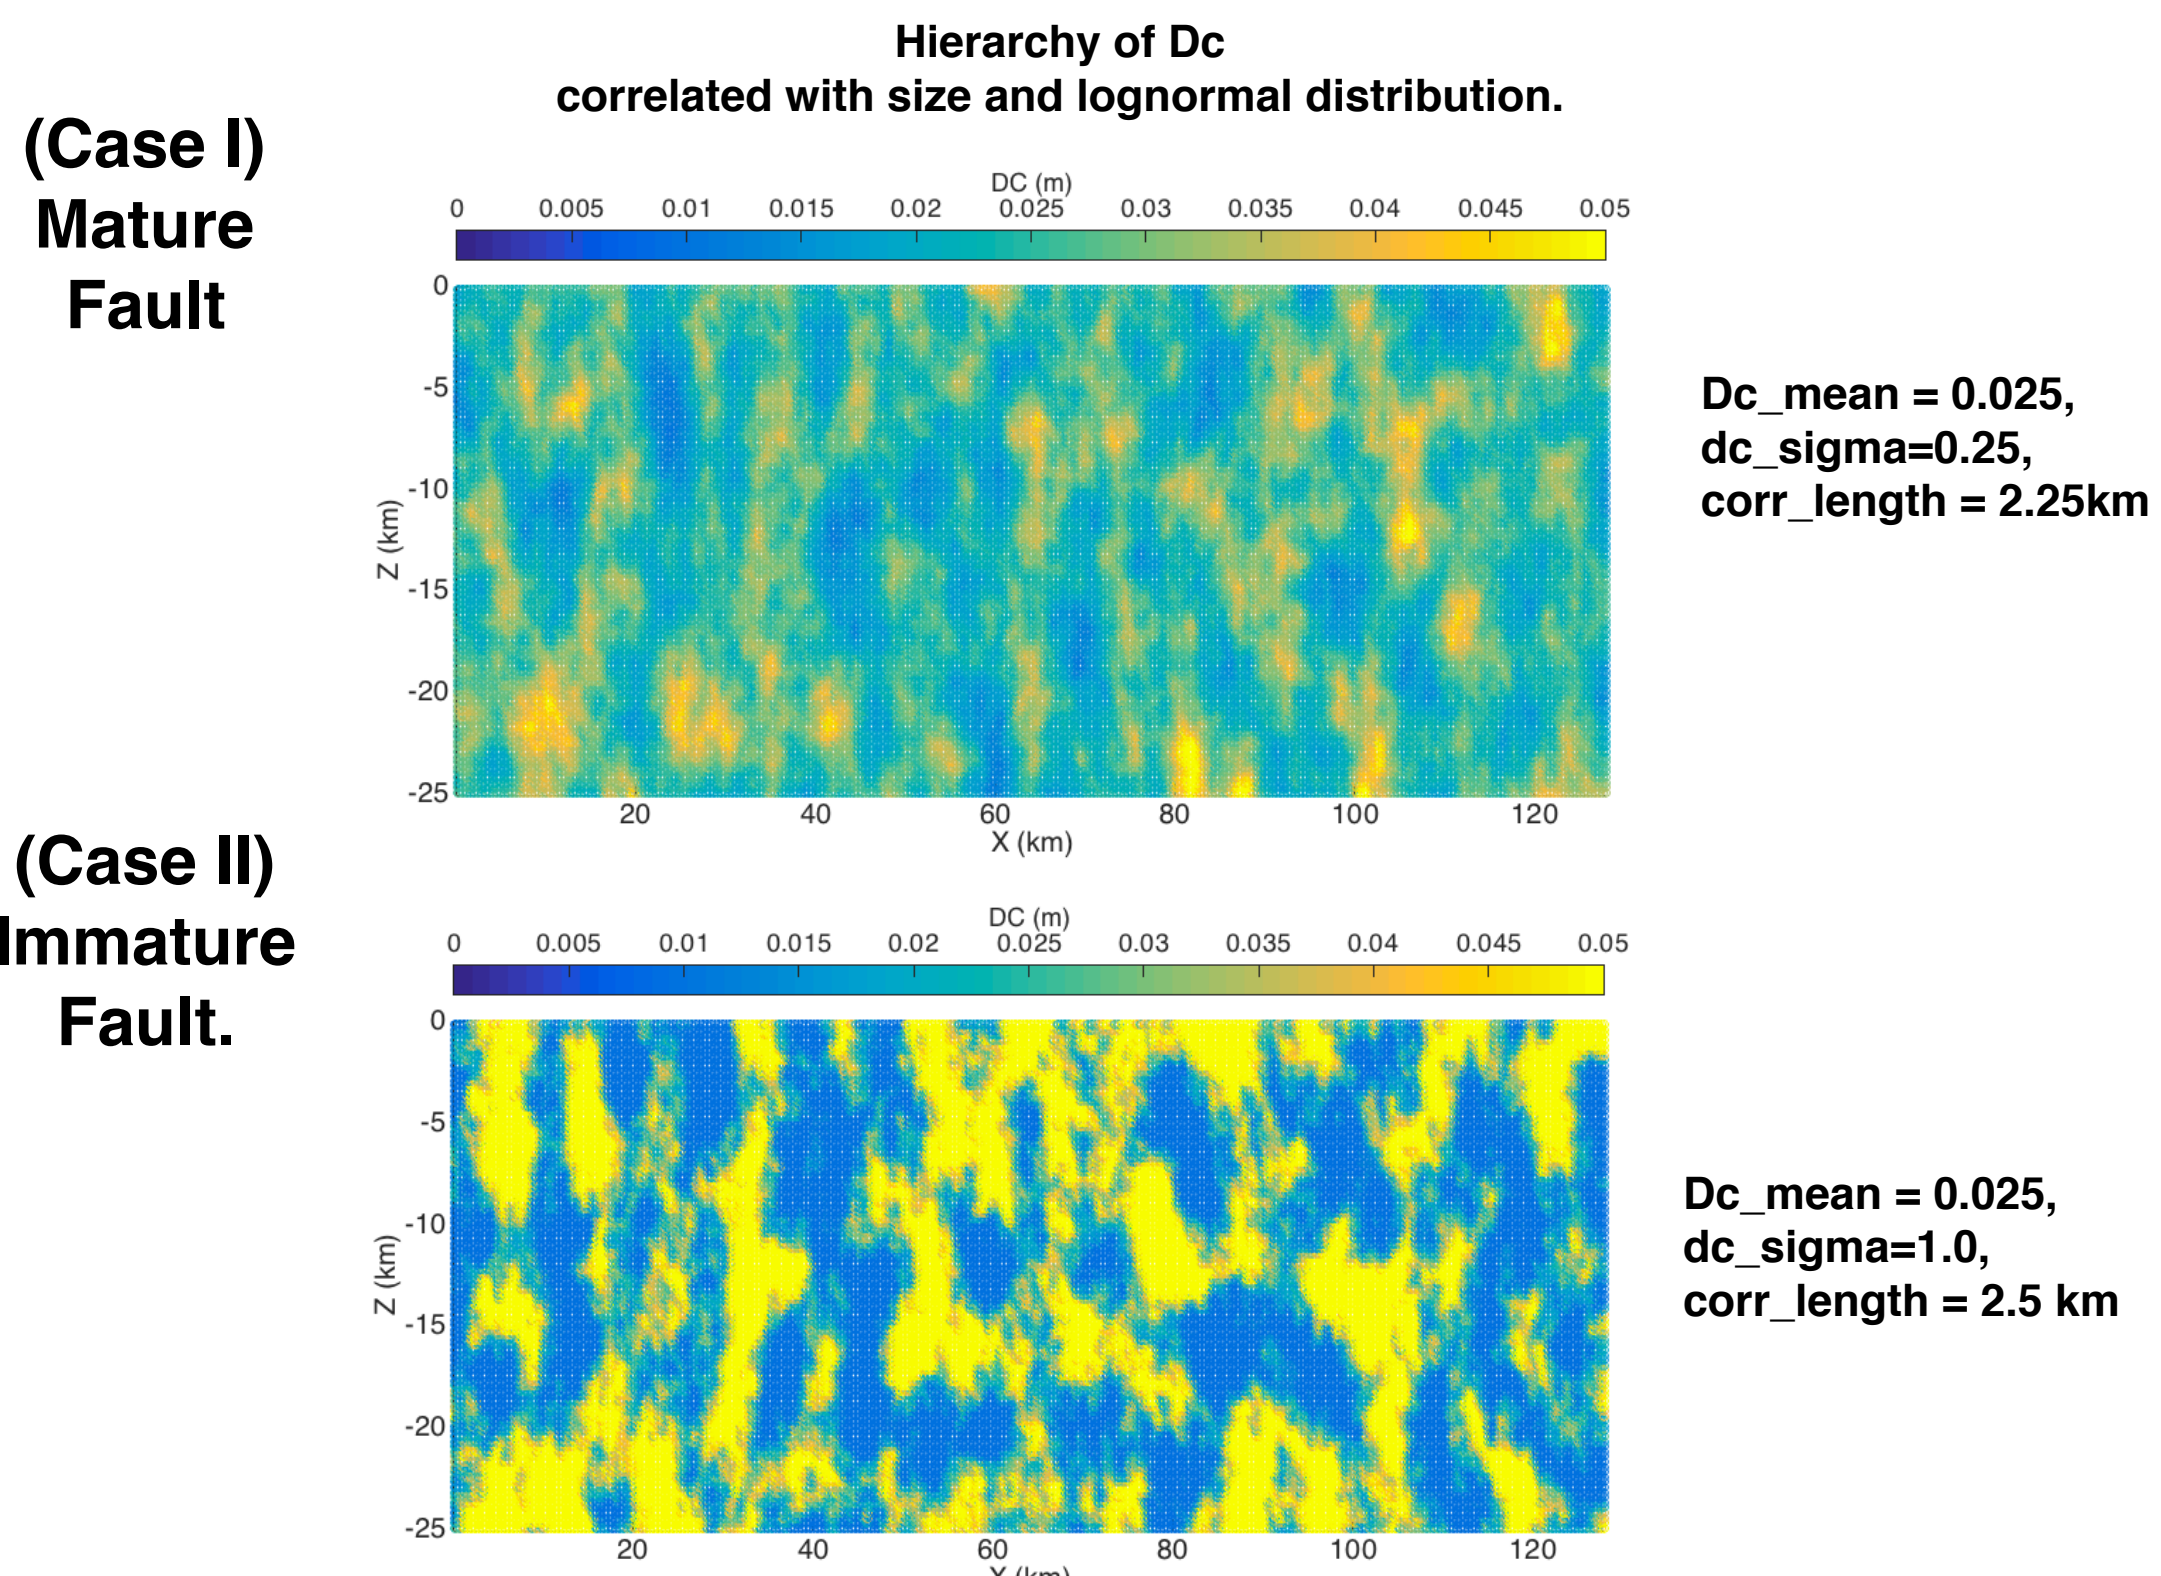 Hierarchy of Dc
correlated with size and lognormal distribution.
(Case I)
Mature
Fault
DC (m)
0 0.005 0.01 0.015 0.02 0.025 0.03 0.035 0.04 0.045 0.05
0
-5
-10
-15
-20
-25
Z (km)
20 40 60 80 100 120
X (km)
Dc_mean = 0.025,
dc_sigma=0.25,
corr_length = 2.25km
(Case II)
Immature
Fault.
DC (m)
0 0.005 0.01 0.015 0.02 0.025 0.03 0.035 0.04 0.045 0.05
0
-5
-10
-15
-20
-25
Z (km)
20 40 60 80 100 120
X (km)
Dc_mean = 0.025,
dc_sigma=1.0,
corr_length = 2.5 km